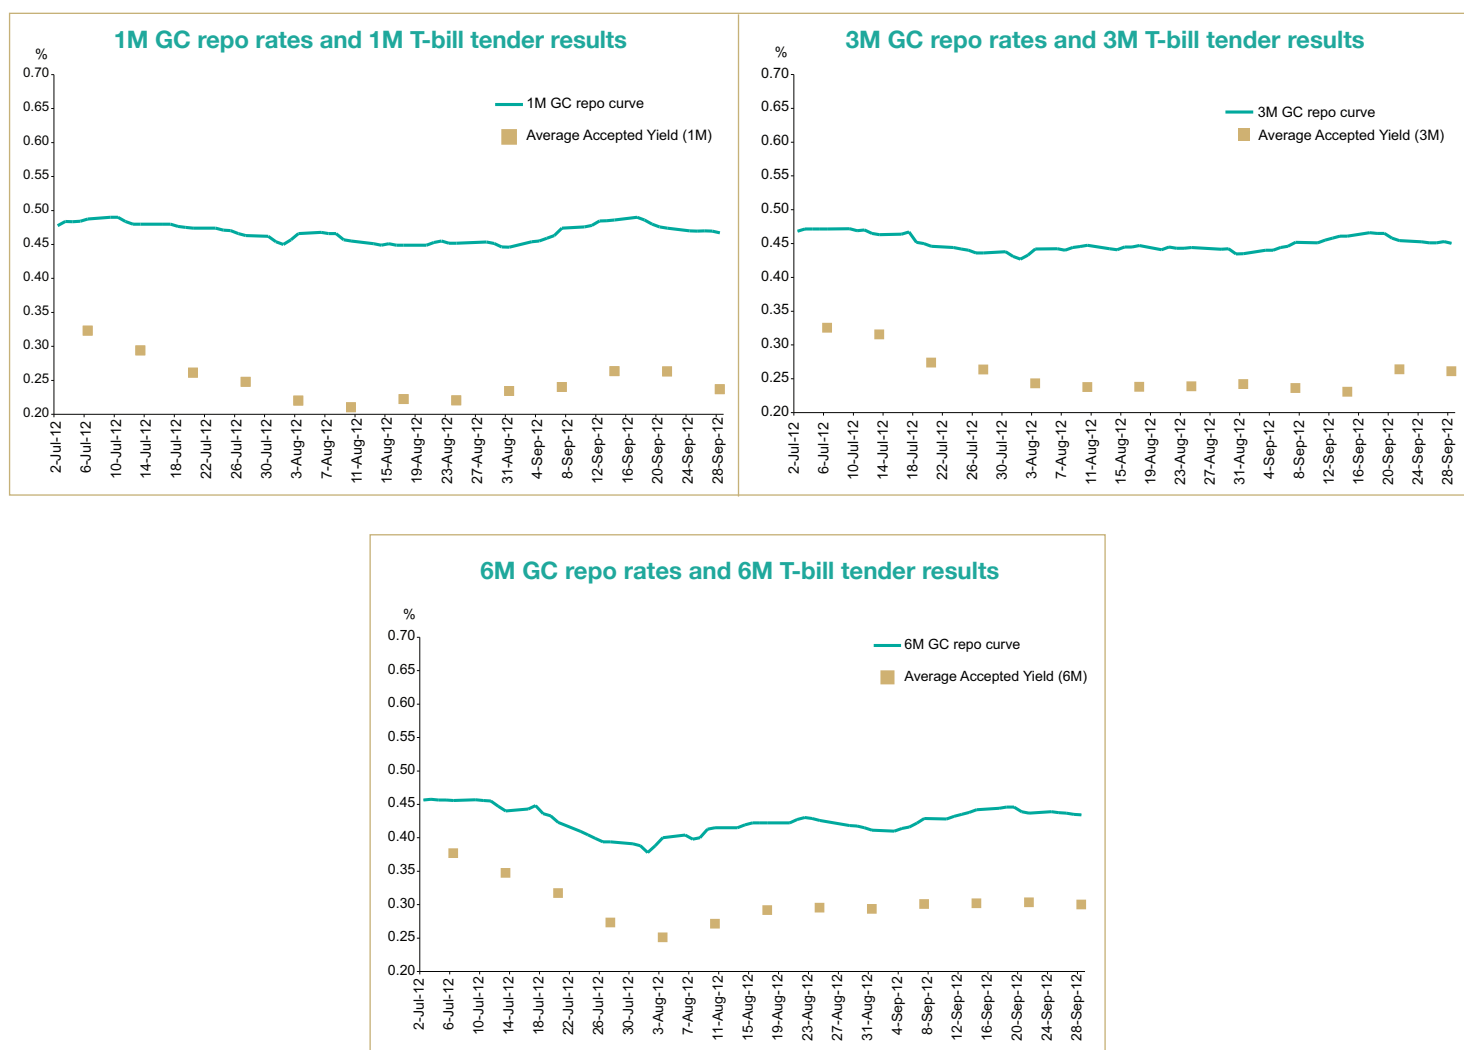 1M GC repo rates and 1M T-bill tender results
%
0.70
0.65
0.60
0.55
0.50
0.45
0.40
0.35
0.30
0.25
0.20
1M GC repo curve
Average Accepted Yield (1M)
2-Jul-12
6-Jul-12
10-Jul-12
14-Jul-12
18-Jul-12
22-Jul-12
26-Jul-12
30-Jul-12
3-Aug-12
7-Aug-12
11-Aug-12
15-Aug-12
19-Aug-12
23-Aug-12
27-Aug-12
31-Aug-12
4-Sep-12
8-Sep-12
12-Sep-12
16-Sep-12
20-Sep-12
24-Sep-12
28-Sep-12
3M GC repo rates and 3M T-bill tender results
%
0.70
0.65
0.60
0.55
0.50
0.45
0.40
0.35
0.30
0.25
0.20
3M GC repo curve
Average Accepted Yield (3M)
2-Jul-12
6-Jul-12
10-Jul-12
14-Jul-12
18-Jul-12
22-Jul-12
26-Jul-12
30-Jul-12
3-Aug-12
7-Aug-12
11-Aug-12
15-Aug-12
19-Aug-12
23-Aug-12
27-Aug-12
31-Aug-12
4-Sep-12
8-Sep-12
12-Sep-12
16-Sep-12
20-Sep-12
24-Sep-12
28-Sep-12
6M GC repo rates and 6M T-bill tender results
%
0.70
0.65
0.60
0.55
0.50
0.45
0.40
0.35
0.30
0.25
0.20
6M GC repo curve
Average Accepted Yield (6M)
2-Jul-12
6-Jul-12
10-Jul-12
14-Jul-12
18-Jul-12
22-Jul-12
26-Jul-12
30-Jul-12
3-Aug-12
7-Aug-12
11-Aug-12
15-Aug-12
19-Aug-12
23-Aug-12
27-Aug-12
31-Aug-12
4-Sep-12
8-Sep-12
12-Sep-12
16-Sep-12
20-Sep-12
24-Sep-12
28-Sep-12